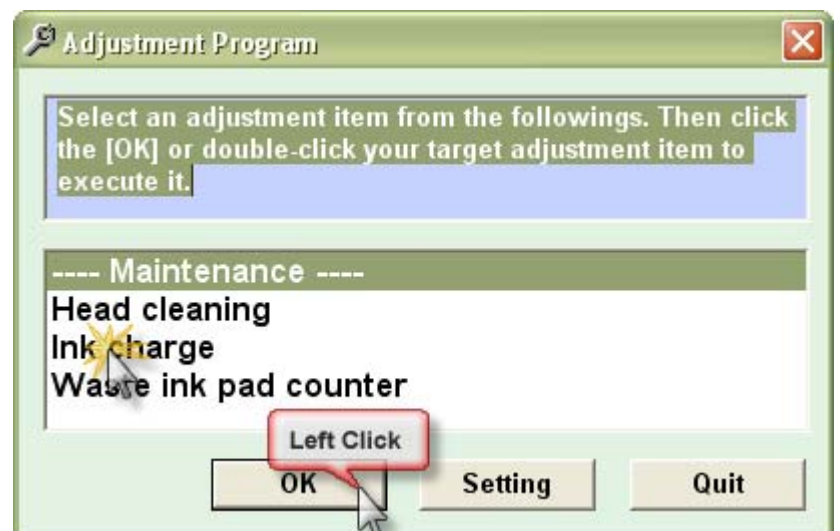 Adjustment Program
Select an adjustment item from the followings. Then click
the [OK] or double-click your target adjustment item to
execute it.
---- Maintenance ----
Head cleaning
Ink charge
Waste ink pad counter
Left Click
OK
Setting
Quit